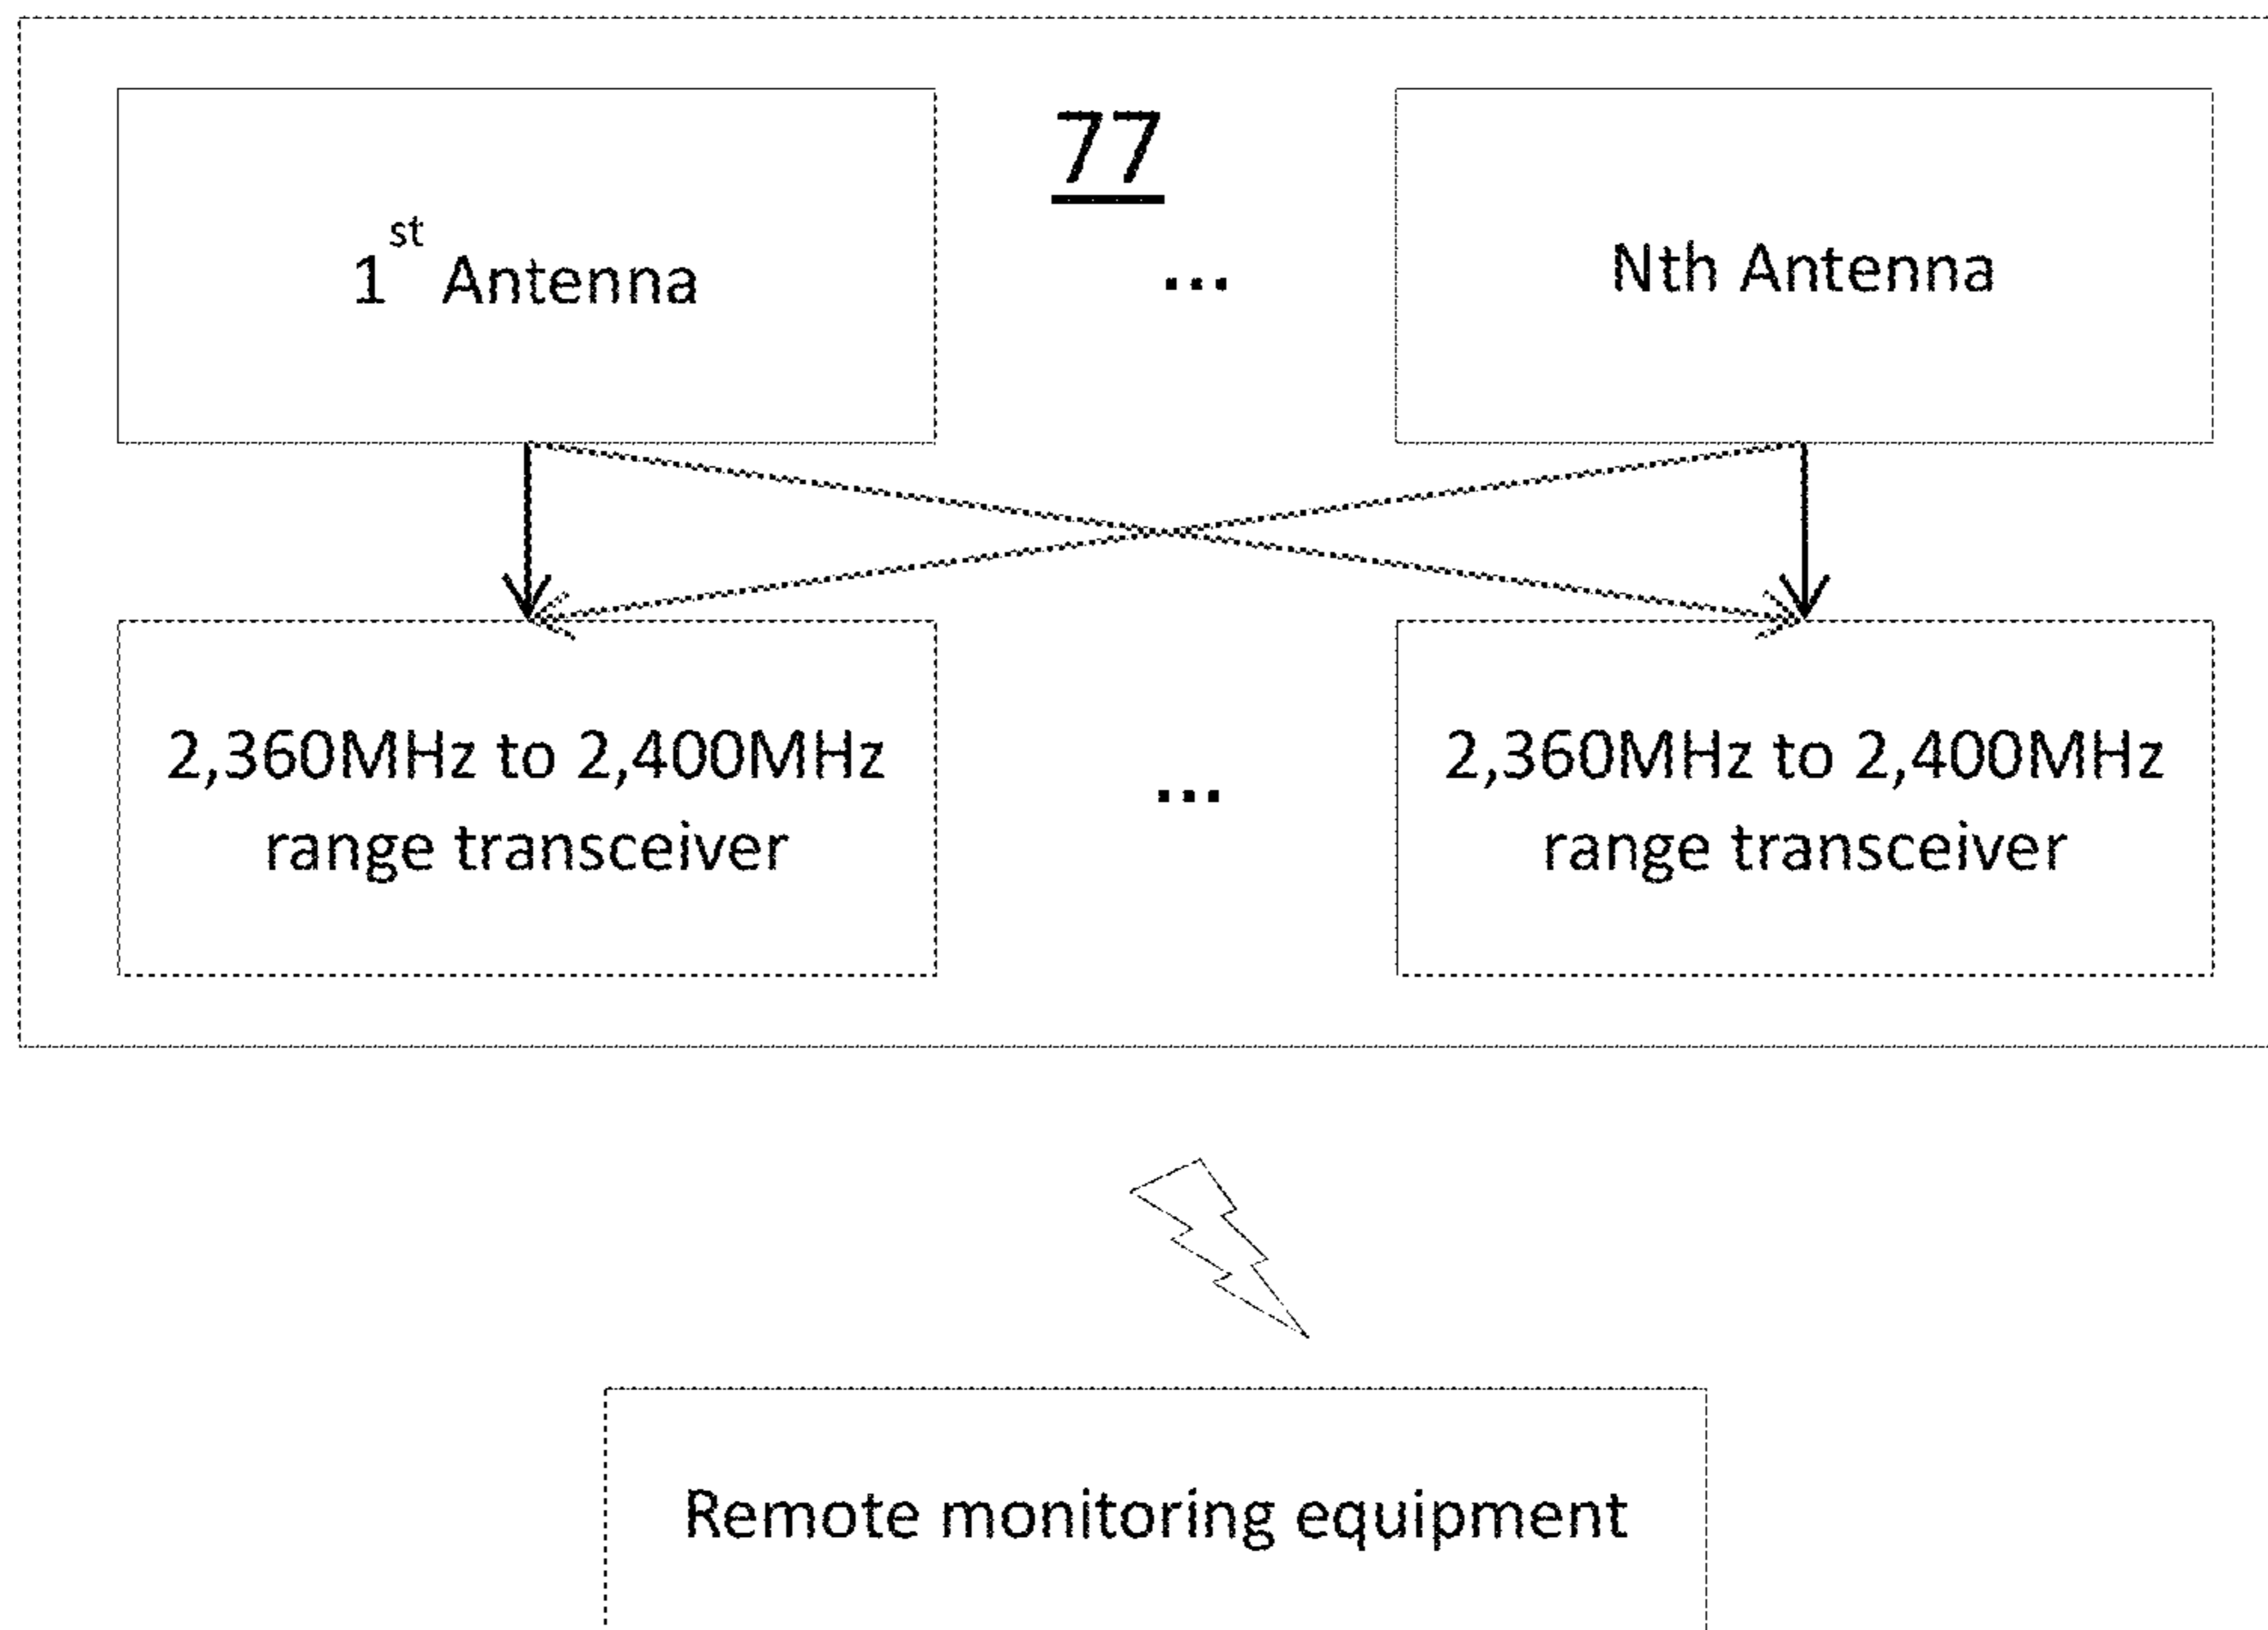 77
1st Antenna
...
Nth Antenna
2,360MHz to 2,400MHz
range transceiver
...
2,360MHz to 2,400MHz
range transceiver
Remote monitoring equipment